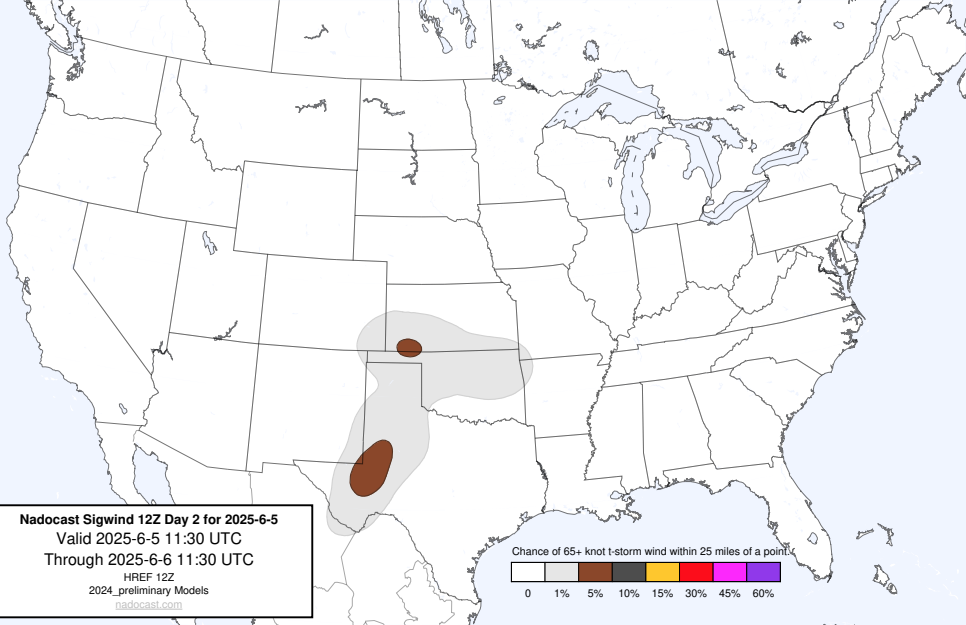 Nadocast Sigwind 12Z Day 2 for 2025-6-5
Valid 2025-6-5 11:30 UTC
Through 2025-6-6 11:30 UTC
HREF 12Z
2024_preliminary Models
nadocast.com
Chance of 65+ knot t-storm wind within 25 miles of a point.
0 1% 5% 10% 15% 30% 45% 60%